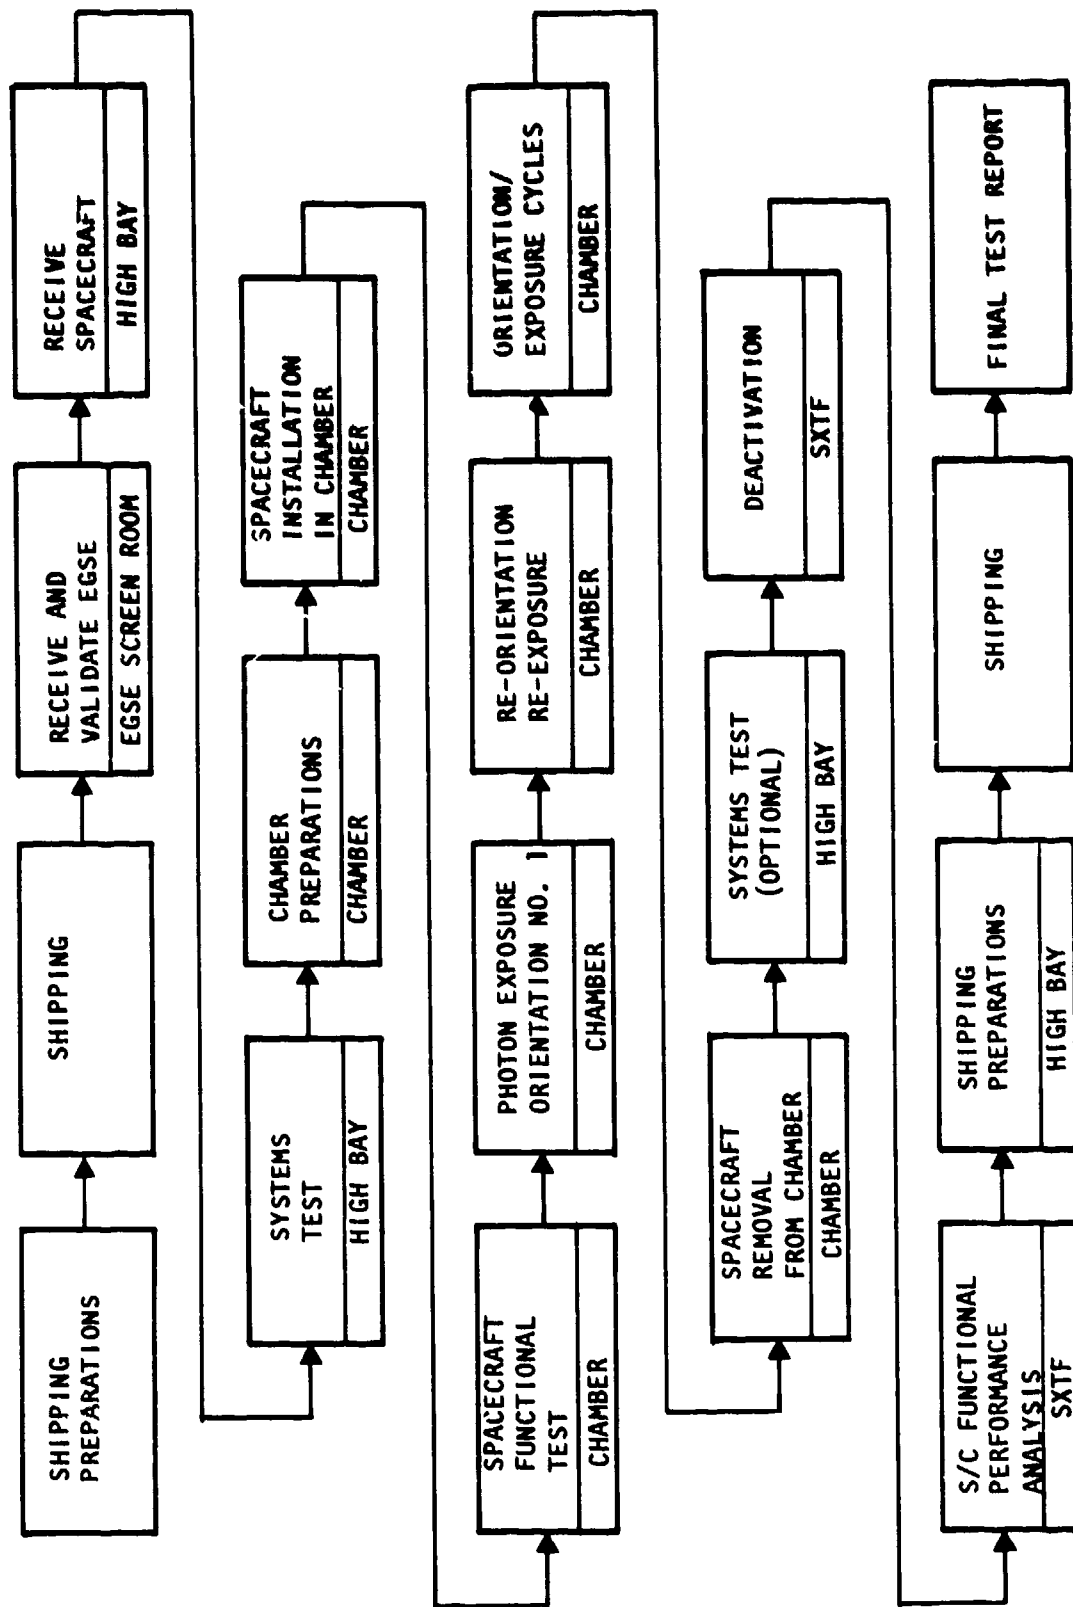 SHIPPING
PREPARATIONS
SHIPPING
RECEIVE AND
VALIDATE EGSE
EGSE SCREEN ROOM
RECEIVE
SPACECRAFT
HIGH BAY
SYSTEMS
TEST
HIGH BAY
CHAMBER
PREPARATIONS
CHAMBER
SPACECRAFT
INSTALLATION
IN CHAMBER
CHAMBER
SPACECRAFT
FUNCTIONAL
TEST
CHAMBER
PHOTON EXPOSURE
ORIENTATION NO. 1
CHAMBER
RE-ORIENTATION
RE-EXPOSURE
CHAMBER
ORIENTATION/
EXPOSURE CYCLES
CHAMBER
SPACECRAFT
REMOVAL
FROM CHAMBER
CHAMBER
SYSTEMS TEST
(OPTIONAL)
HIGH BAY
DEACTIVATION
SXTF
S/C FUNCTIONAL
PERFORMANCE
ANALYSIS
SXTF
SHIPPING
PREPARATIONS
HIGH BAY
SHIPPING
FINAL TEST REPORT